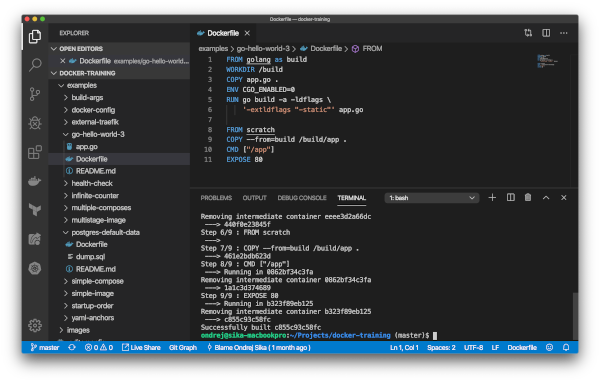 Dockerfile — docker-training
EXPLORER
OPEN EDITORS
Dockerfile examples/go-hello-worl...
DOCKER-TRAINING
examples
build-args
docker-config
external-traefik
go-hello-world-3
app.go
Dockerfile
README.md
health-check
infinite-counter
multiple-composes
multistage-image
postgres-default-data
Dockerfile
dump.sql
README.md
simple-compose
simple-image
startup-order
yaml-anchors
images
Dockerfile
examples > go-hello-world-3 > Dockerfile > FROM
1 FROM golang as build
2 WORKDIR /build
3 COPY app.go .
4 ENV CGO_ENABLED=0
5 RUN go build -a -ldflags \
6 '-extldflags "-static"' app.go
7
8 FROM scratch
9 COPY --from=build /build/app .
10 CMD ["/app"]
11 EXPOSE 80
PROBLEMS OUTPUT DEBUG CONSOLE TERMINAL 1: bash
Removing intermediate container eeee3d2a66dc
---> 440f0e23845f
Step 6/9 : FROM scratch
--->
Step 7/9 : COPY --from=build /build/app .
---> 461e2bdb623d
Step 8/9 : CMD ["/app"]
---> Running in 0862bf34c3fa
Removing intermediate container 0862bf34c3fa
---> 1a1c3d374689
Step 9/9 : EXPOSE 80
---> Running in b323f89eb125
Removing intermediate container b323f89eb125
---> c855c93c58fc
Successfully built c855c93c58fc
ondrej@sika-macbookpro:~/Projects/docker-training (master)$
master 0 0 Live Share Git Graph Blame Ondrej Sika ( 1 month ago ) Ln 1, Col 1 Spaces: 2 UTF-8 LF Dockerfile